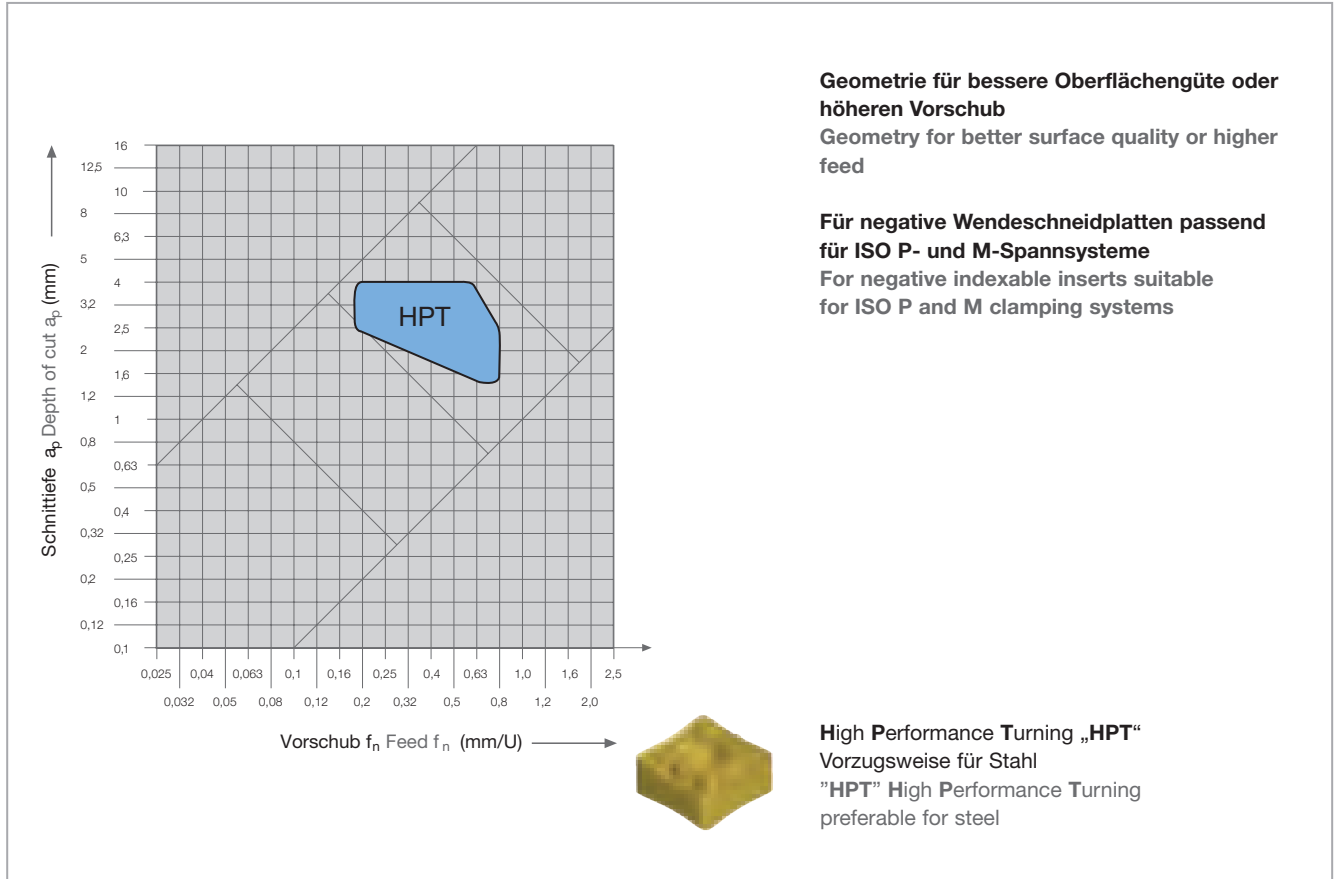 Geometrie für bessere Oberflächengüte oder
höheren Vorschub
Geometry for better surface quality or higher
feed
Für negative Wendeschneidplatten passend
für ISO P- und M-Spannsysteme
For negative indexable inserts suitable
for ISO P and M clamping systems
Schnittiefe ap Depth of cut ap (mm)
16
12,5
10
8
6,3
5
4
32
2,5
2
1,6
1,2
1
0,8
0,63
0,5
0,4
0,32
0,25
0,2
0,16
0,12
0,1
HPT
0,025 0,04 0,063 0,1 0,16 0,25 0,4 0,63 1,0 1,6 2,5
0,032 0,05 0,08 0,12 0,2 0,32 0,5 0,8 1,2 2,0
Vorschub fn Feed fn (mm/U)
High Performance Turning „HPT“
Vorzugsweise für Stahl
”HPT” High Performance Turning
preferable for steel